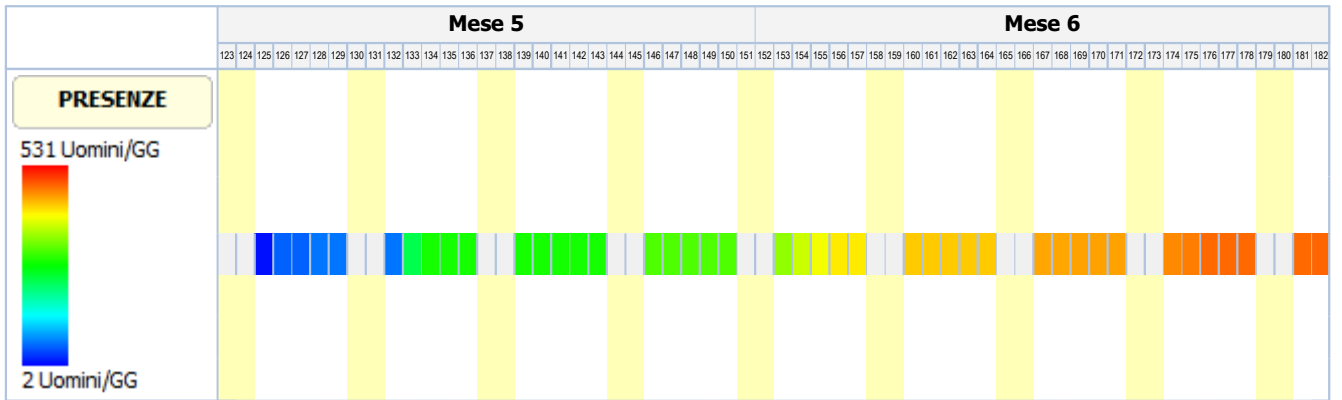 Mese 5 Mese 6
123 124 125 126 127 128 129 130 131 132 133 134 135 136 137 138 139 140 141 142 143 144 145 146 147 148 149 150 151 152 153 154 155 156 157 158 159 160 161 162 163 164 165 166 167 168 169 170 171 172 173 174 175 176 177 178 179 180 181 182
PRESENZE
531 Uomini/GG
2 Uomini/GG